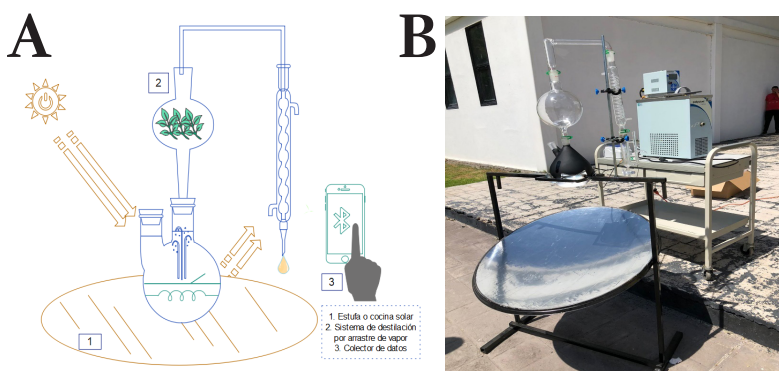 A
B
2
3
1. Estufa o cocina solar
2. Sistema de destilación
por arrastre de vapor
3. Colector de datos
1